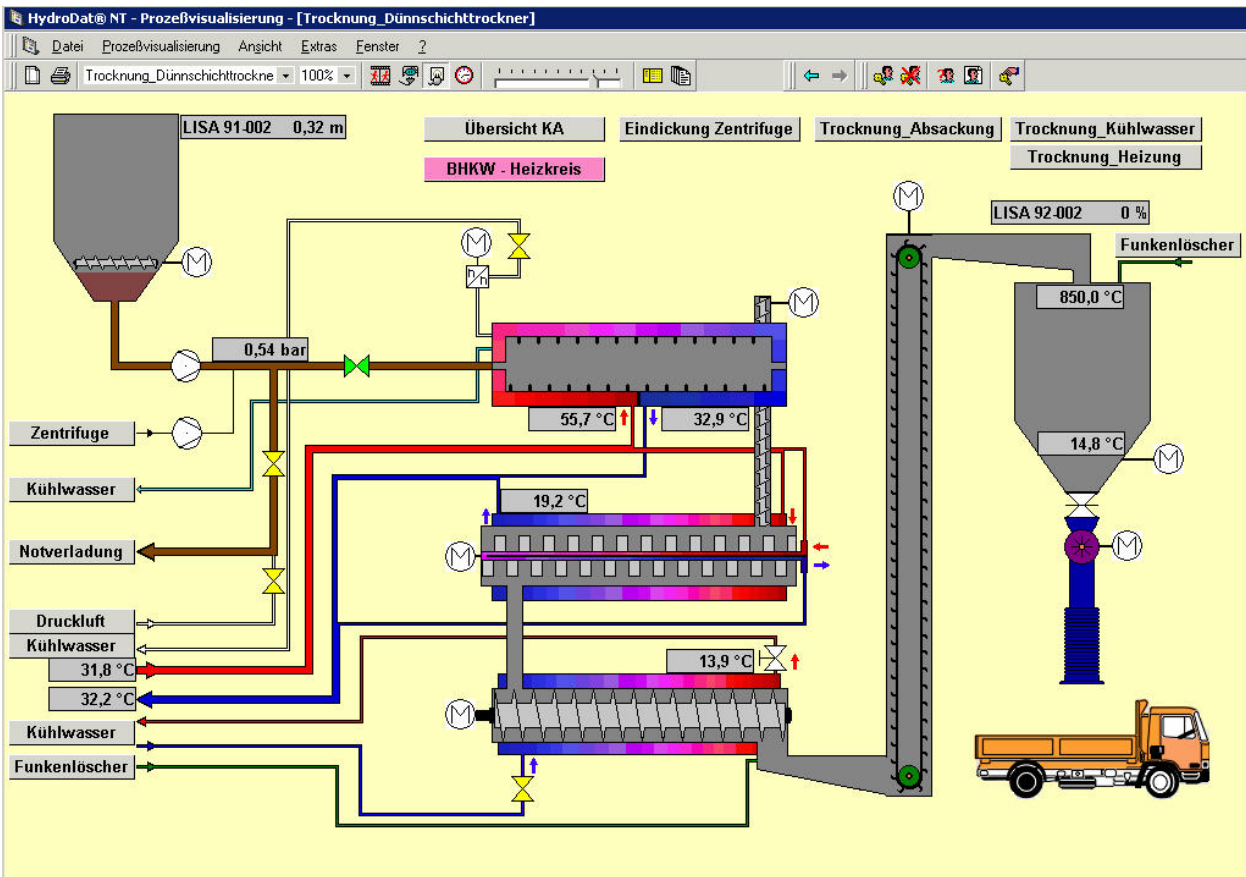 HydroDat® NT - Prozeßvisualisierung - [Trocknung_Dünnschichttrockner]
Datei Prozeßvisualisierung Ansicht Extras Fenster ?
Trocknung_Dünnschichttrockne 100%
LISA 91-002 0,32 m
Übersicht KA
Eindickung Zentrifuge
Trocknung_Absackung
Trocknung_Kühlwasser
BHKW - Heizkreis
Trocknung_Heizung
M
LISA 92-002 0 %
M
Funkenlöscher
M
h/h
850,0 °C
M
0,54 bar
55,7 °C
32,9 °C
Zentrifuge
14,8 °C
M
Kühlwasser
19,2 °C
Notverladung
M
M
Druckluft
Kühlwasser
31,8 °C
13,9 °C
32,2 °C
M
Kühlwasser
Funkenlöscher